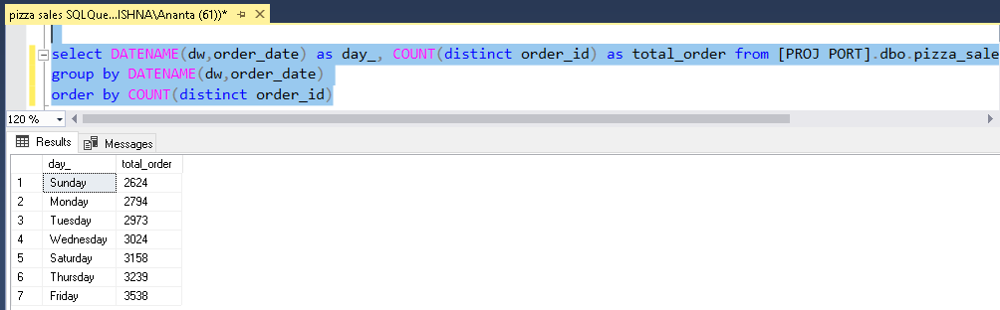 pizza sales SQLQue...ISHNA\Ananta (61))*
select DATENAME(dw,order_date) as day_, COUNT(distinct order_id) as total_order from [PROJ PORT].dbo.pizza_sale
group by DATENAME(dw,order_date)
order by COUNT(distinct order_id)
120 %
Results Messages
day_ total_order
1 Sunday 2624
2 Monday 2794
3 Tuesday 2973
4 Wednesday 3024
5 Saturday 3158
6 Thursday 3239
7 Friday 3538